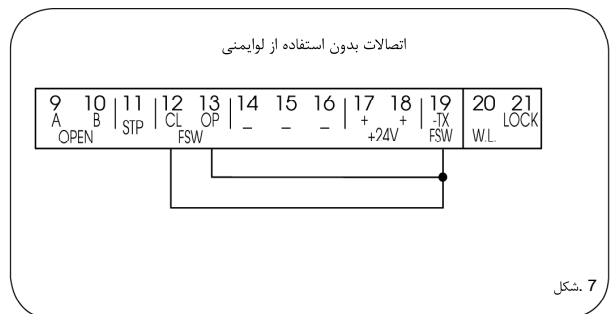 اتصالات بدون استفاده از لوایمنی
9 10 | 11 | 12 13 | 14 15 16 | 17 18 | 19 20 21
A B STP CL OP _ _ _ + + -TX LOCK
OPEN FSW +24V FSW W.L.
7 .شکل